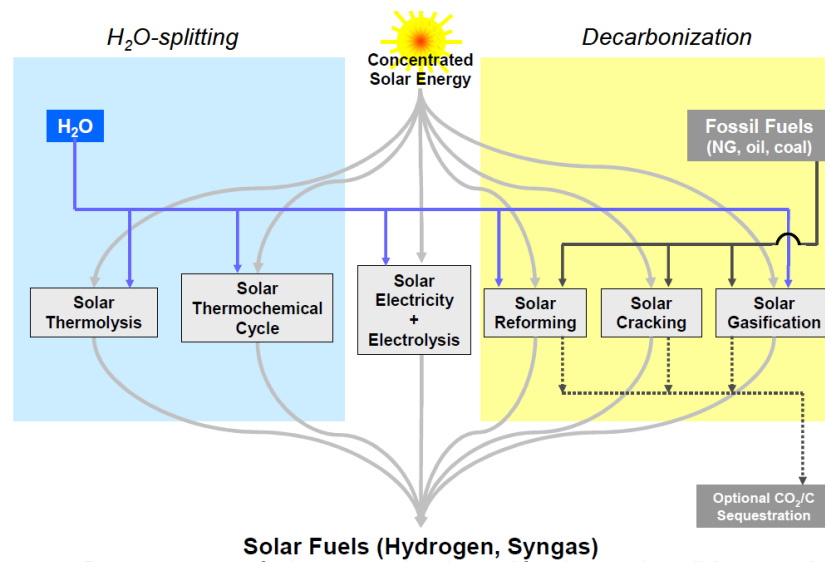 H2O-splitting
Concentrated
Solar Energy
Decarbonization
H2O
Fossil Fuels
(NG, oil, coal)
Solar
Thermolysis
Solar
Thermochemical
Cycle
Solar
Electricity
+
Electrolysis
Solar
Reforming
Solar
Cracking
Solar
Gasification
Optional CO2/C
Sequestration
Solar Fuels (Hydrogen, Syngas)